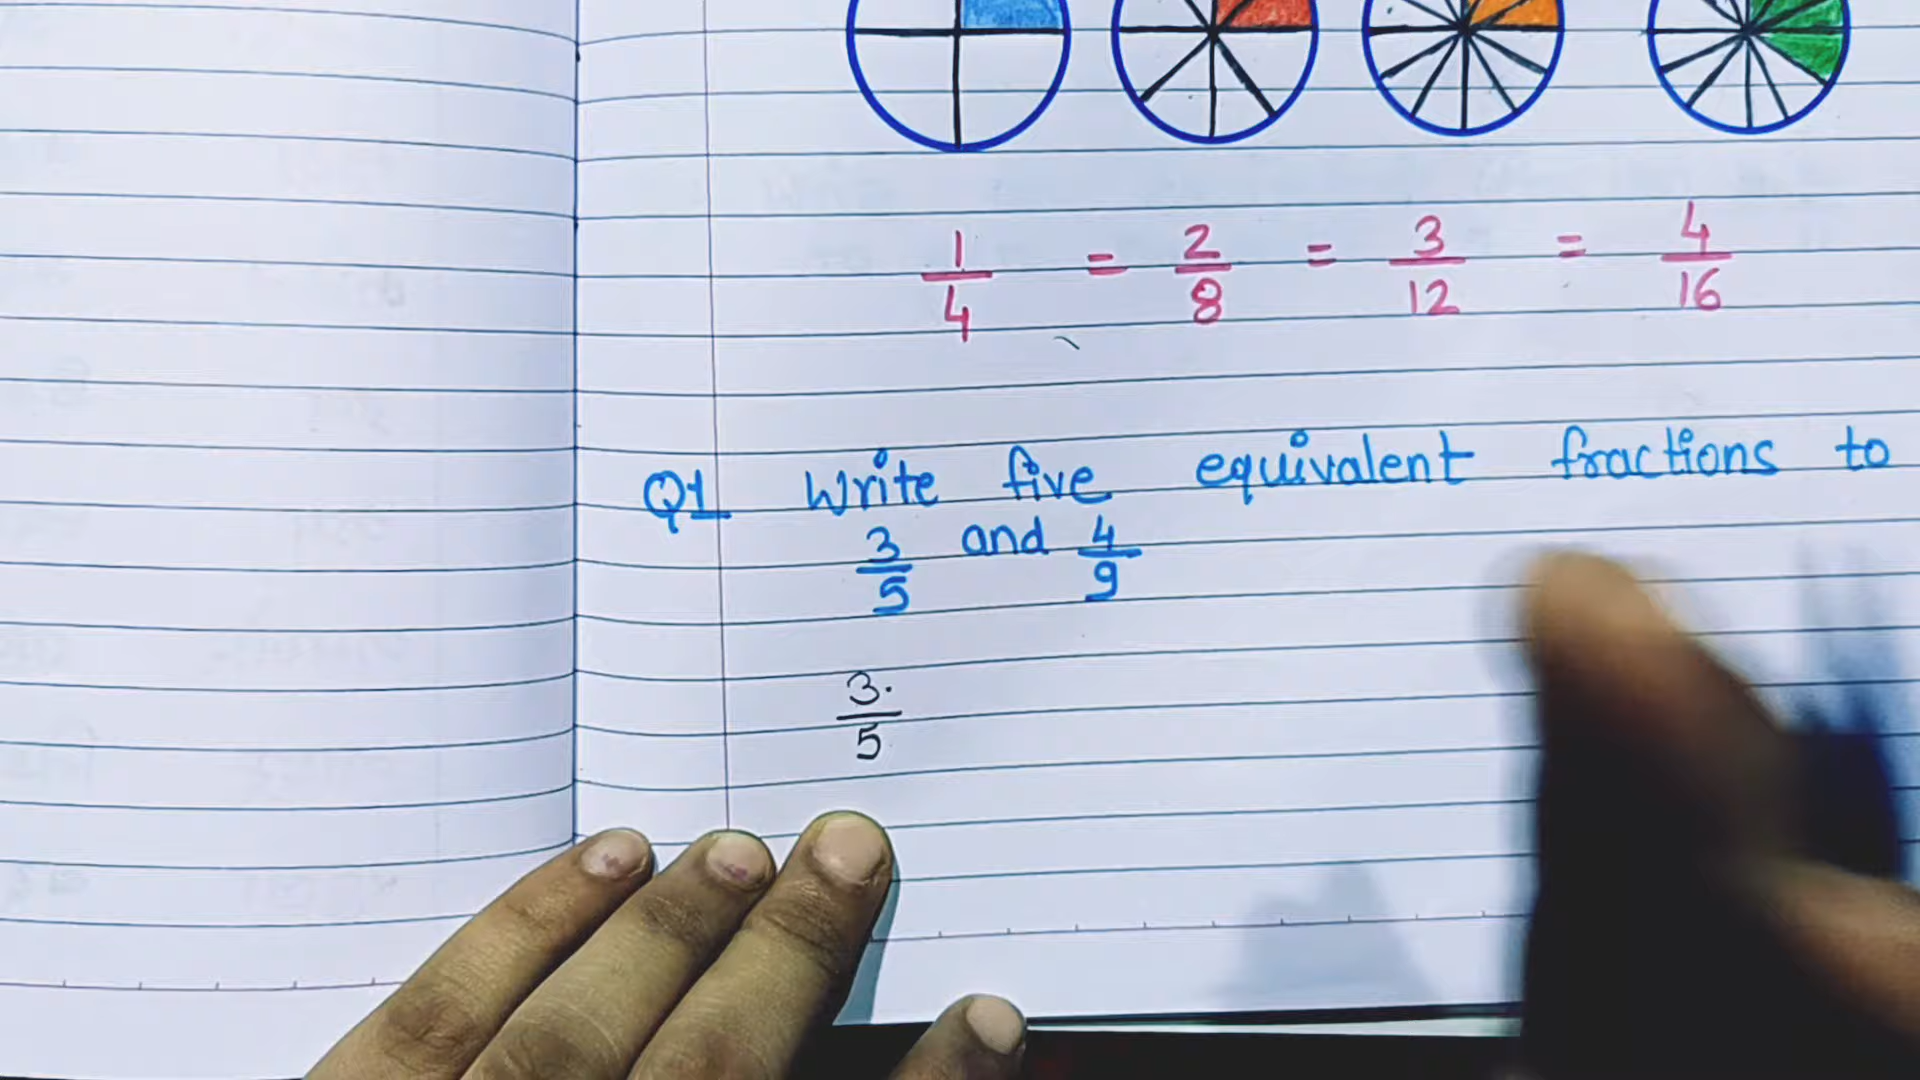 1/4 = 2/8 = 3/12 = 4/16
Q1 Write five equivalent fractions to
3/5 and 4/9
3/5